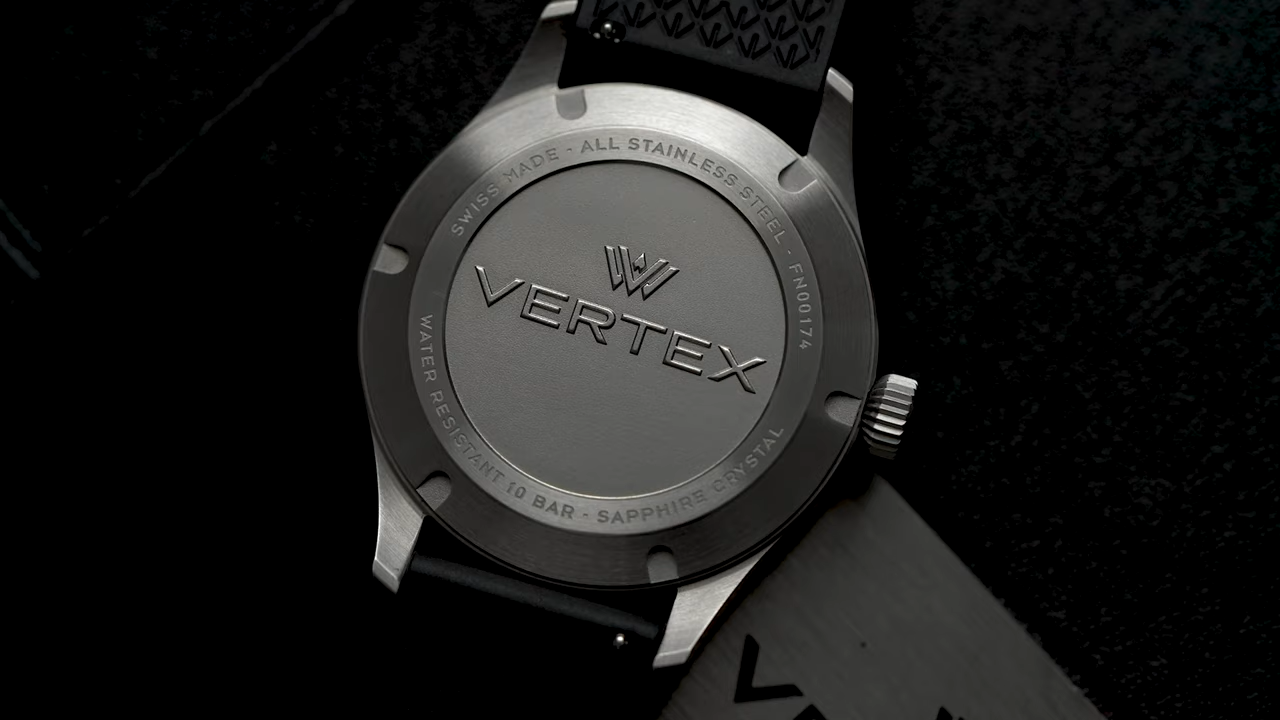 SWISS MADE - ALL STAINLESS STEEL - FN00174
VERTEX
WATER RESISTANT 10 BAR - SAPPHIRE CRYSTAL